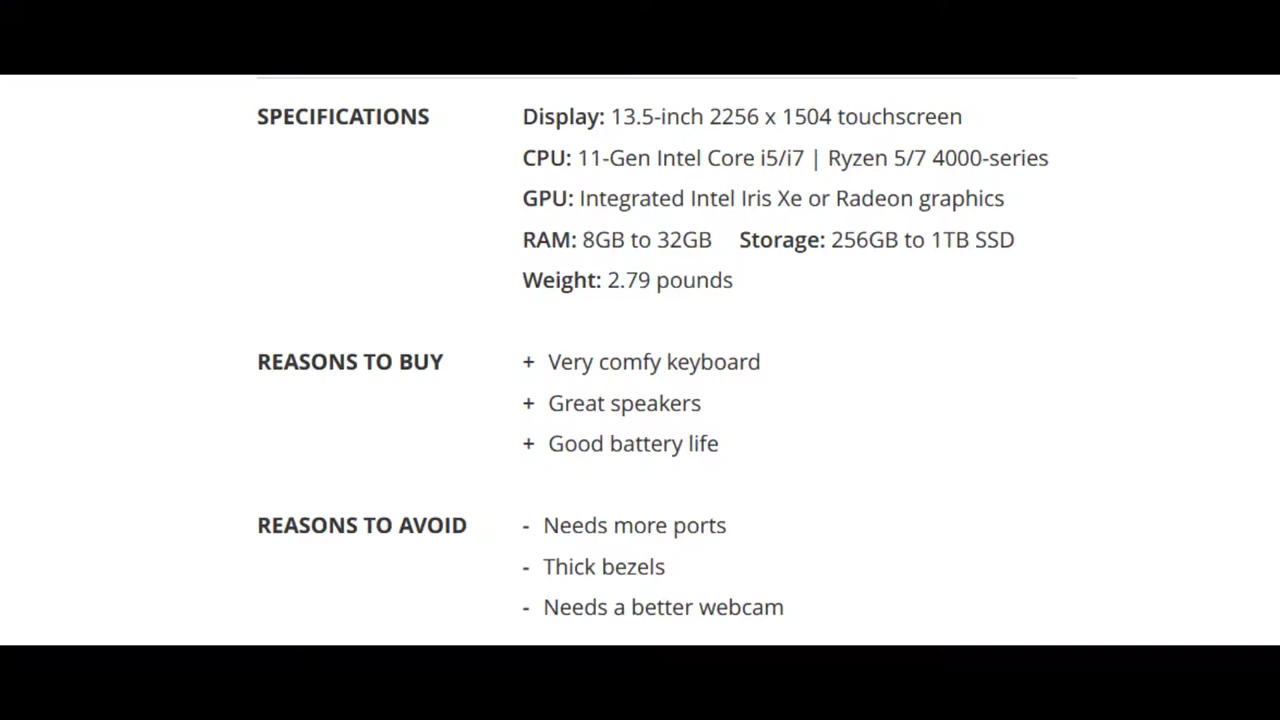 SPECIFICATIONS Display: 13.5-inch 2256 x 1504 touchscreen
CPU: 11-Gen Intel Core i5/i7 | Ryzen 5/7 4000-series
GPU: Integrated Intel Iris Xe or Radeon graphics
RAM: 8GB to 32GB Storage: 256GB to 1TB SSD
Weight: 2.79 pounds
REASONS TO BUY + Very comfy keyboard
+ Great speakers
+ Good battery life
REASONS TO AVOID - Needs more ports
- Thick bezels
- Needs a better webcam